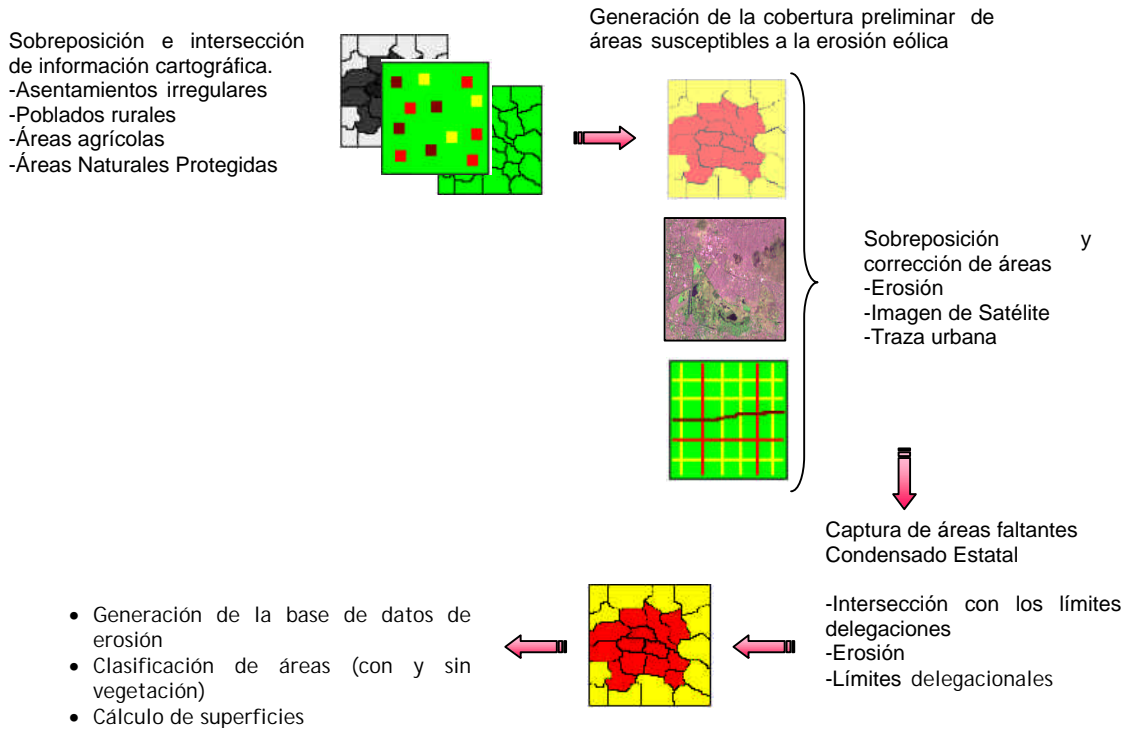 Sobreposición e intersección
de información cartográfica.
-Asentamientos irregulares
-Poblados rurales
-Áreas agrícolas
-Áreas Naturales Protegidas
Generación de la cobertura preliminar de
áreas susceptibles a la erosión eólica
Sobreposición y
corrección de áreas
-Erosión
-Imagen de Satélite
-Traza urbana
Captura de áreas faltantes
Condensado Estatal
-Intersección con los límites
delegaciones
-Erosión
-Límites delegacionales
• Generación de la base de datos de
erosión
• Clasificación de áreas (con y sin
vegetación)
• Cálculo de superficies